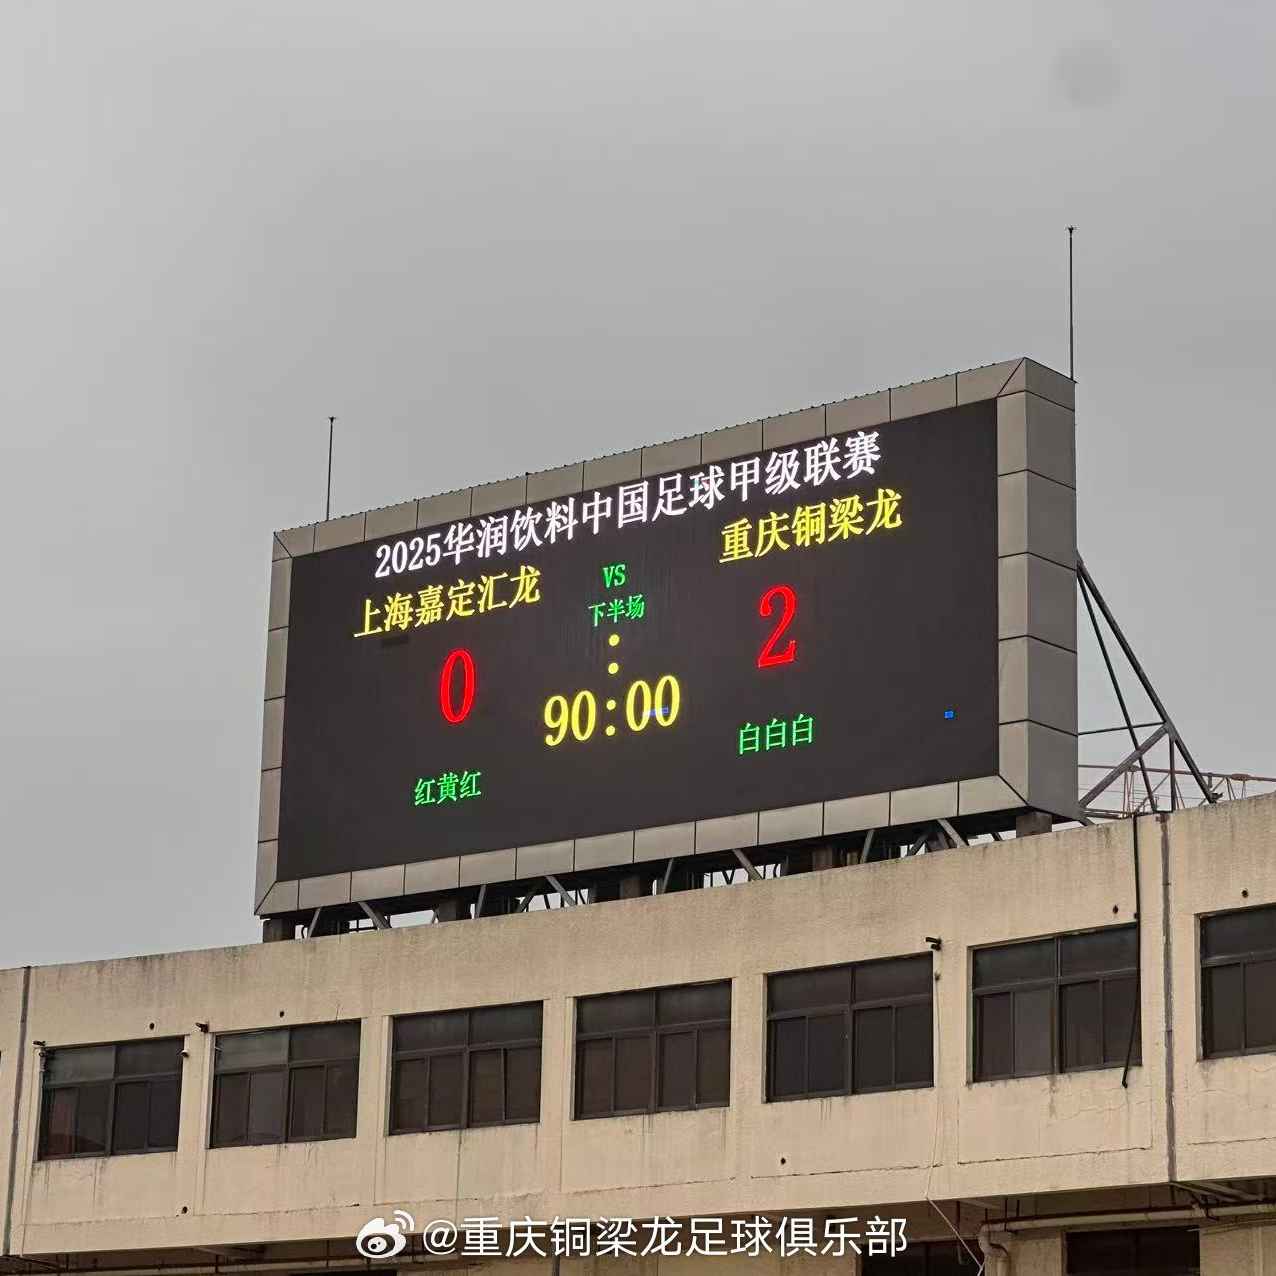 2025华润饮料中国足球甲级联赛
上海嘉定汇龙
VS
重庆铜梁龙
下半场
0
:
2
90:00
红黄红
白白白
@重庆铜梁龙足球俱乐部